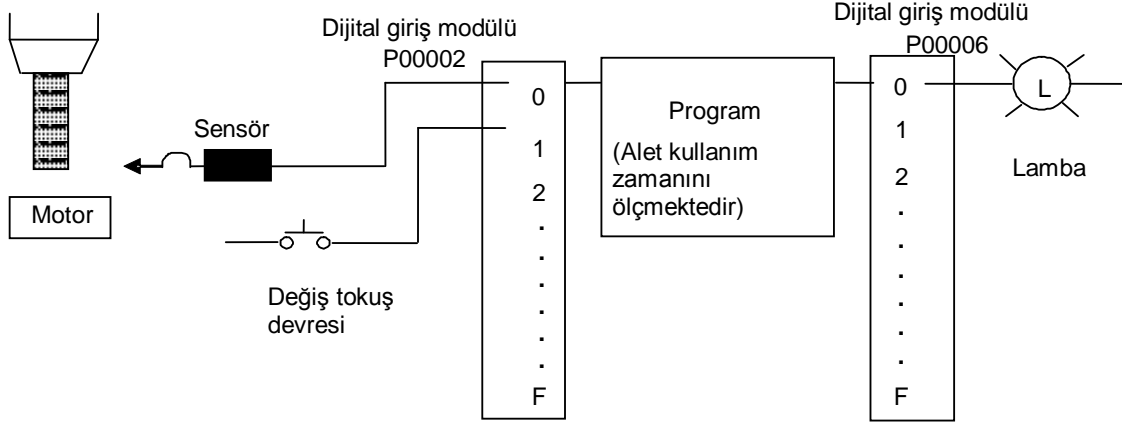 Dijital giriş modülü
P00002
Dijital giriş modülü
P00006
Sensör
Motor
Değiş tokuş
devresi
0
1
2
.
.
.
.
.
.
F
Program
(Alet kullanım
zamanını
ölçmektedir)
0
1
2
.
.
.
.
.
.
F
L
Lamba